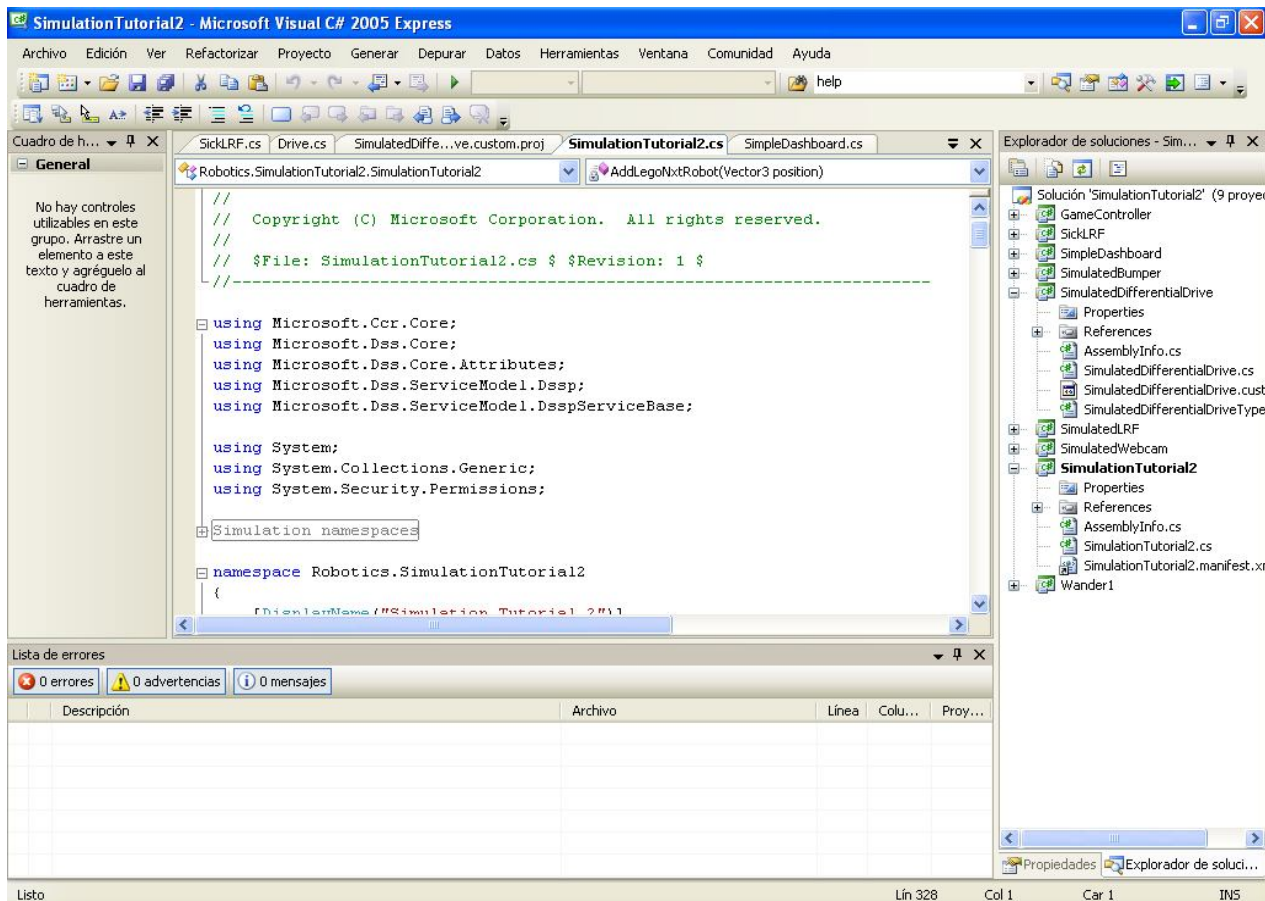 SimulationTutorial2 - Microsoft Visual C# 2005 Express
Archivo Edición Ver Refactorizar Proyecto Generar Depurar Datos Herramientas Ventana Comunidad Ayuda
help
Cuadro de h...
General
No hay controles
utilizables en este
grupo. Arrastre un
elemento a este
texto y agréguelo al
cuadro de
herramientas.
SickLRF.cs Drive.cs SimulatedDiffe...ve.custom.proj SimulationTutorial2.cs SimpleDashboard.cs
Robotics.SimulationTutorial2.SimulationTutorial2 AddLegoNxtRobot(Vector3 position)
//
// Copyright (C) Microsoft Corporation. All rights reserved.
//
// $File: SimulationTutorial2.cs $ $Revision: 1 $
//-----------------------------------------------------------------------
using Microsoft.Ccr.Core;
using Microsoft.Dss.Core;
using Microsoft.Dss.Core.Attributes;
using Microsoft.Dss.ServiceModel.Dssp;
using Microsoft.Dss.ServiceModel.DsspServiceBase;
using System;
using System.Collections.Generic;
using System.Security.Permissions;
Simulation namespaces
namespace Robotics.SimulationTutorial2
{
[DisplayName("Simulation Tutorial 2")]
Explorador de soluciones - Sim...
Solución 'SimulationTutorial2' (9 proye
GameController
SickLRF
SimpleDashboard
SimulatedBumper
SimulatedDifferentialDrive
Properties
References
AssemblyInfo.cs
SimulatedDifferentialDrive.cs
SimulatedDifferentialDrive.cust
SimulatedDifferentialDriveType
SimulatedLRF
SimulatedWebcam
SimulationTutorial2
Properties
References
AssemblyInfo.cs
SimulationTutorial2.cs
SimulationTutorial2.manifest.x
Wander1
Propiedades Explorador de soluci...
Lista de errores
0 errores 0 advertencias 0 mensajes
Descripción Archivo Línea Colu... Proy...
Listo Lín 328 Col 1 Car 1 INS